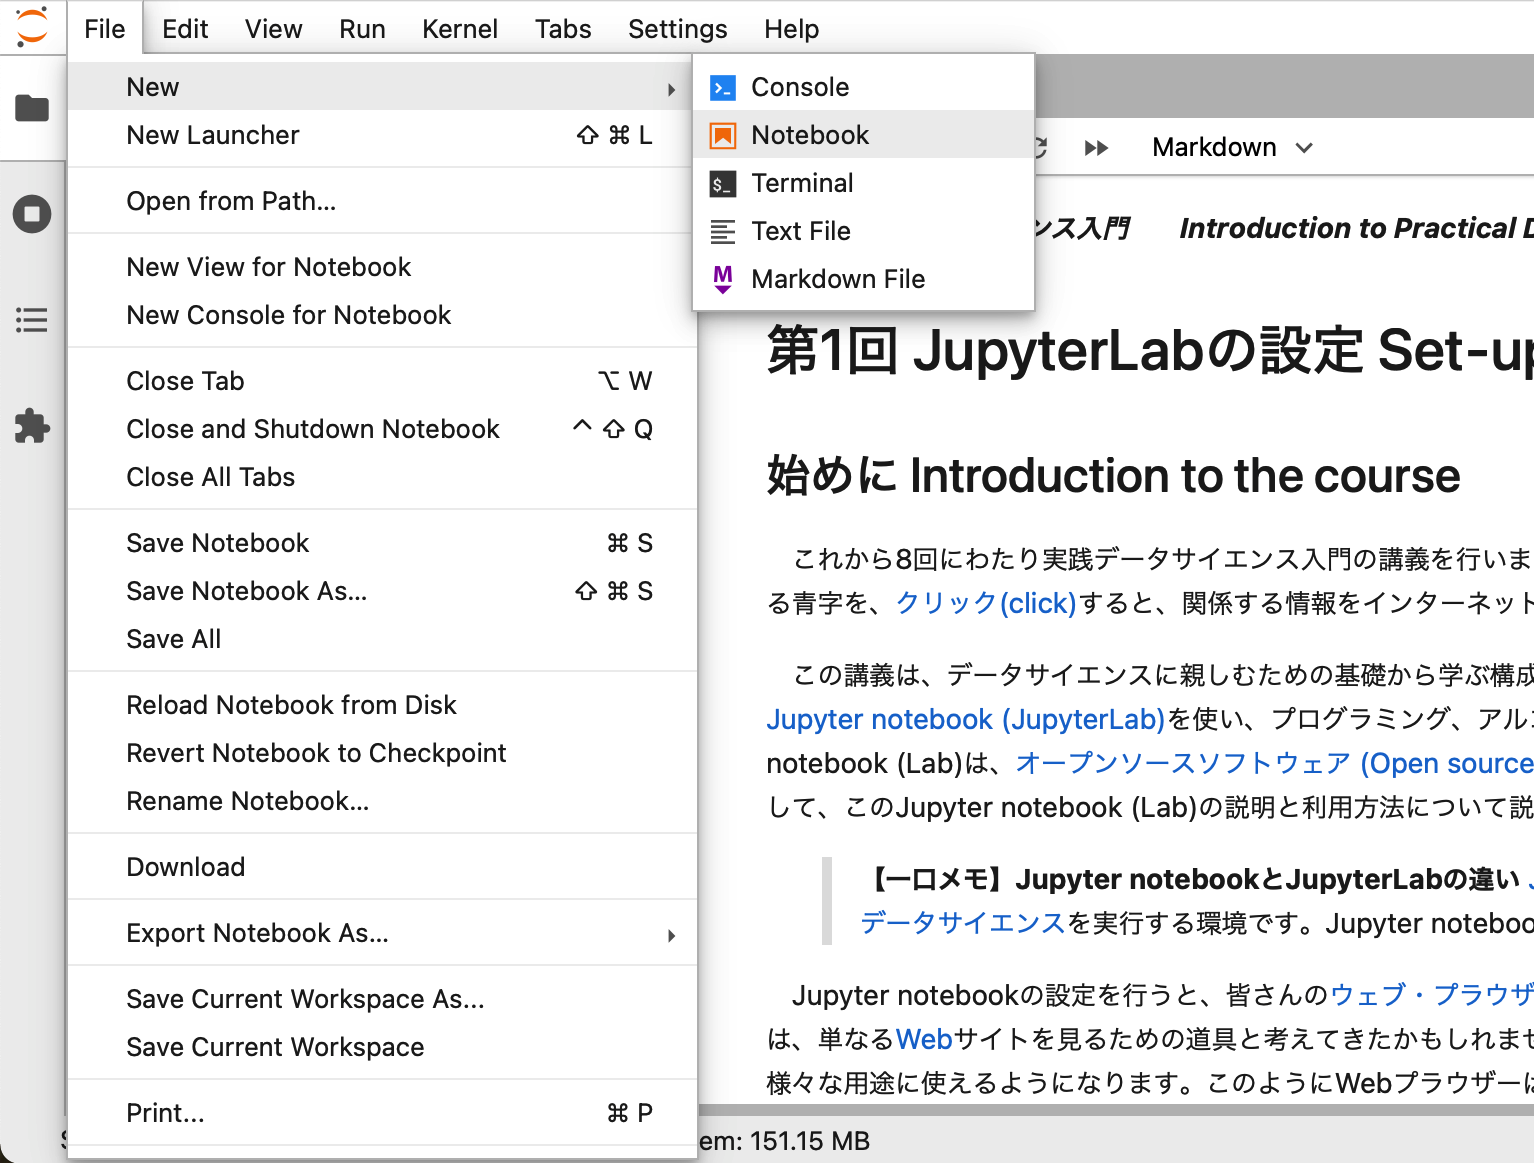 File Edit View Run Kernel Tabs Settings Help
New
New Launcher ⇧ ⌘ L
Open from Path...
New View for Notebook
New Console for Notebook
Close Tab ⌥ W
Close and Shutdown Notebook ^ ⇧ Q
Close All Tabs
Save Notebook ⌘ S
Save Notebook As... ⇧ ⌘ S
Save All
Reload Notebook from Disk
Revert Notebook to Checkpoint
Rename Notebook...
Download
Export Notebook As...
Save Current Workspace As...
Save Current Workspace
Print... ⌘ P
Console
Notebook
Terminal
Text File
Markdown File
Markdown
ンス入門 Introduction to Practical
第1回 JupyterLabの設定 Set-up
始めに Introduction to the course
これから8回にわたり実践データサイエンス入門の講義を行いま
る青字を、クリック(click)すると、関係する情報をインターネット
この講義は、データサイエンスに親しむための基礎から学ぶ構成
Jupyter notebook (JupyterLab)を使い、プログラミング、アル
notebook (Lab)は、オープンソースソフトウェア (Open source
して、このJupyter notebook (Lab)の説明と利用方法について説
【一口メモ】Jupyter notebookとJupyterLabの違い
データサイエンスを実行する環境です。Jupyter noteboo
Jupyter notebookの設定を行うと、皆さんのウェブ・ブラウザ
は、単なるWebサイトを見るための道具と考えてきたかもしれませ
様々な用途に使えるようになります。このようにWebブラウザーは
em: 151.15 MB